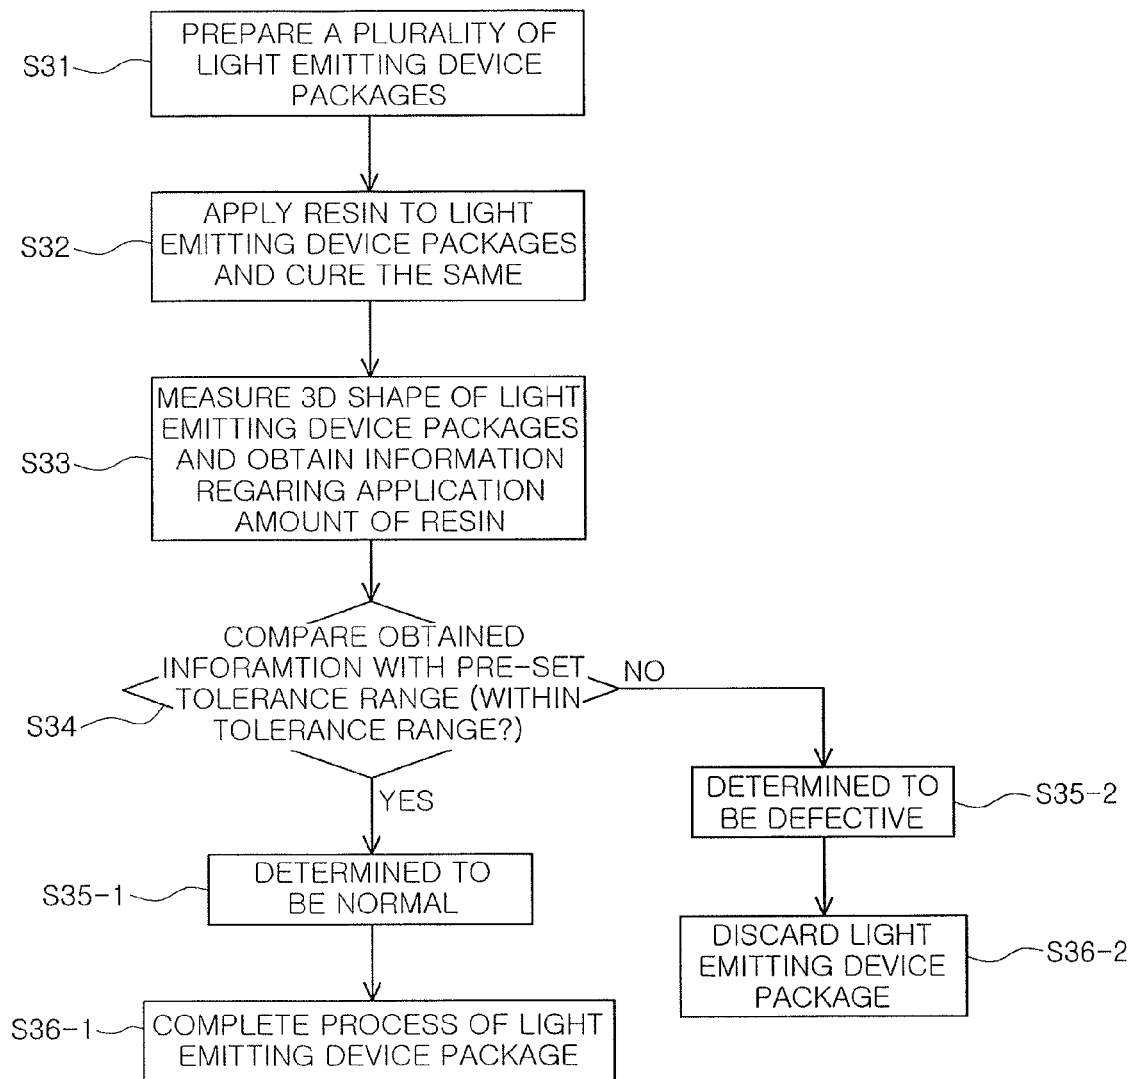 PREPARE A PLURALITY OF
LIGHT EMITTING DEVICE
PACKAGES
S31
APPLY RESIN TO LIGHT
EMITTING DEVICE PACKAGES
AND CURE THE SAME
S32
MEASURE 3D SHAPE OF LIGHT
EMITTING DEVICE PACKAGES
AND OBTAIN INFORMATION
REGARING APPLICATION
AMOUNT OF RESIN
S33
COMPARE OBTAINED
INFORAMTION WITH PRE-SET
TOLERANCE RANGE (WITHIN
TOLERANCE RANGE?)
S34
NO
YES
DETERMINED TO
BE DEFECTIVE
S35-2
DETERMINED TO
BE NORMAL
S35-1
DISCARD LIGHT
EMITTING DEVICE
PACKAGE
S36-2
COMPLETE PROCESS OF LIGHT
EMITTING DEVICE PACKAGE
S36-1